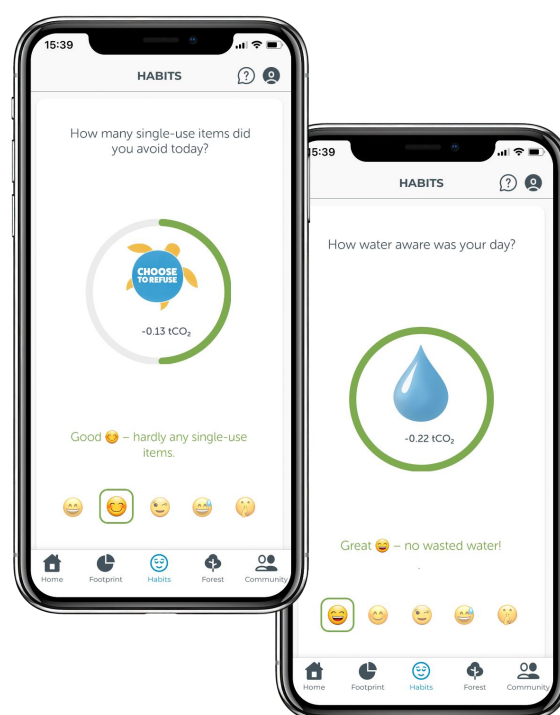 15:39
HABITS
How many single-use items did
you avoid today?
CHOOSE
TO REFUSE
-0.13 tCO₂
Good 😊 – hardly any single-use
items.
Home Footprint Habits Forest Community
15:39
HABITS
How water aware was your day?
-0.22 tCO₂
Great 😄 – no wasted water!
.
Home Footprint Habits Forest Community